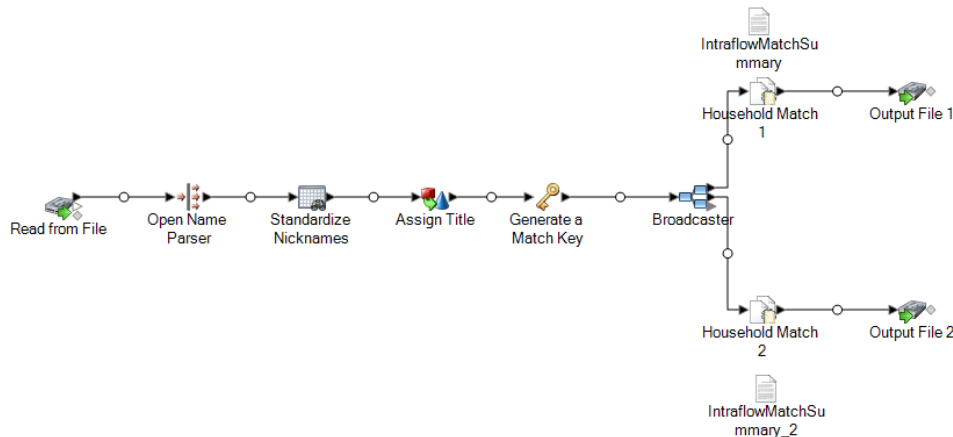 IntraflowMatchSu
mmary
Household Match
1
Output File 1
Read from File
Open Name
Parser
Standardize
Nicknames
Assign Title
Generate a
Match Key
Broadcaster
Household Match
2
Output File 2
IntraflowMatchSu
mmary_2